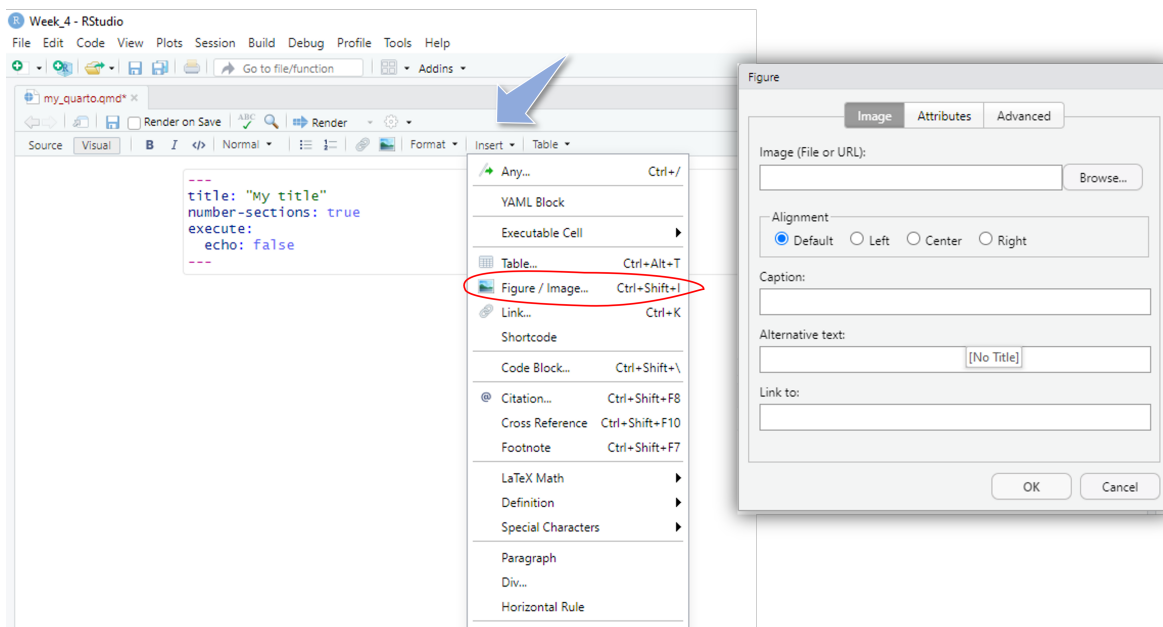 Week_4 - RStudio
File Edit Code View Plots Session Build Debug Profile Tools Help
Go to file/function Addins
my_quarto.qmd*
Render on Save ABC Render
Source Visual B I </> Normal Format Insert Table
---
title: "My title"
number-sections: true
execute:
  echo: false
---
Any... Ctrl+/
YAML Block
Executable Cell
Table... Ctrl+Alt+T
Figure / Image... Ctrl+Shift+I
Link... Ctrl+K
Shortcode
Code Block... Ctrl+Shift+\
@ Citation... Ctrl+Shift+F8
Cross Reference Ctrl+Shift+F10
Footnote Ctrl+Shift+F7
LaTeX Math
Definition
Special Characters
Paragraph
Div...
Horizontal Rule
Figure
Image Attributes Advanced
Image (File or URL):
Browse...
Alignment
Default Left Center Right
Caption:
Alternative text:
[No Title]
Link to:
OK Cancel